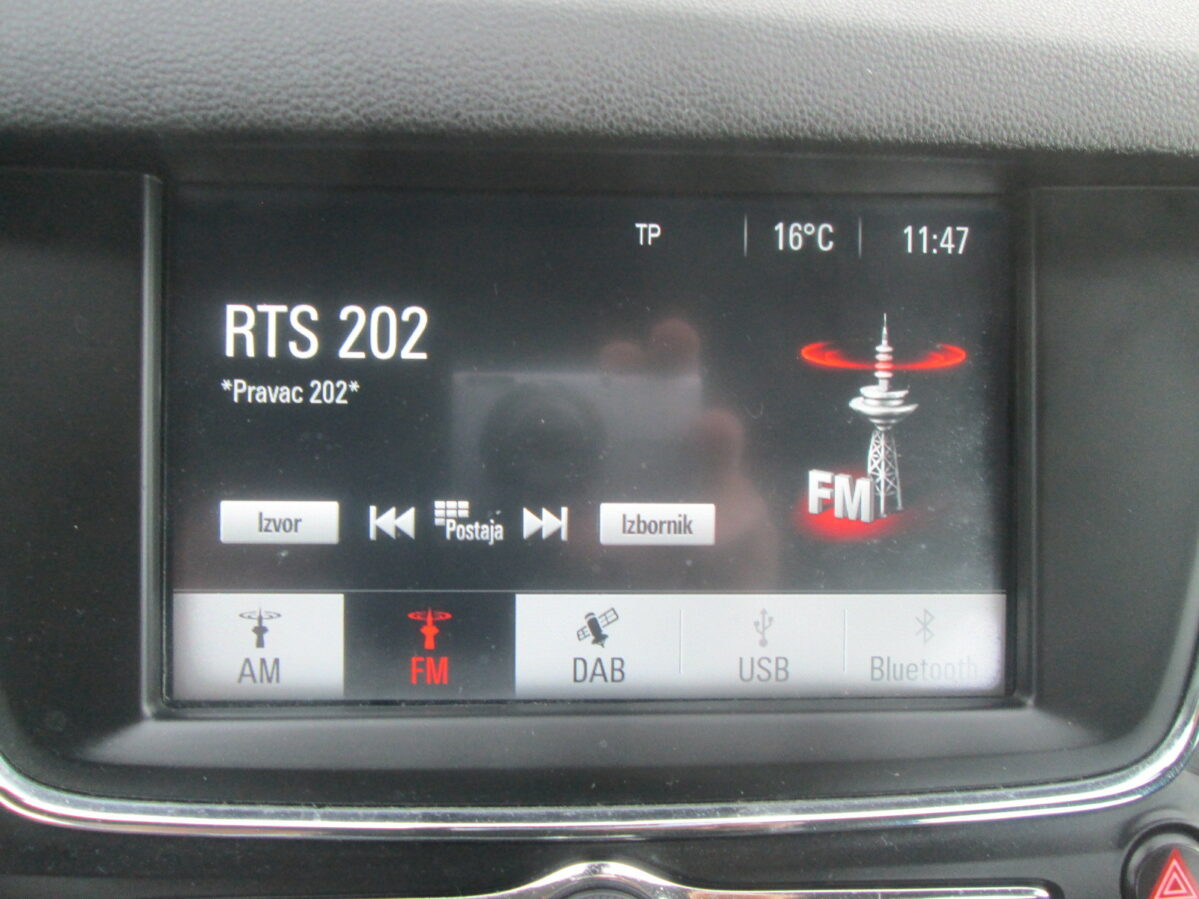 TP 16°C 11:47
RTS 202
*Pravac 202*
FM
Izvor Postaja Izbornik
AM FM DAB USB Bluetooth